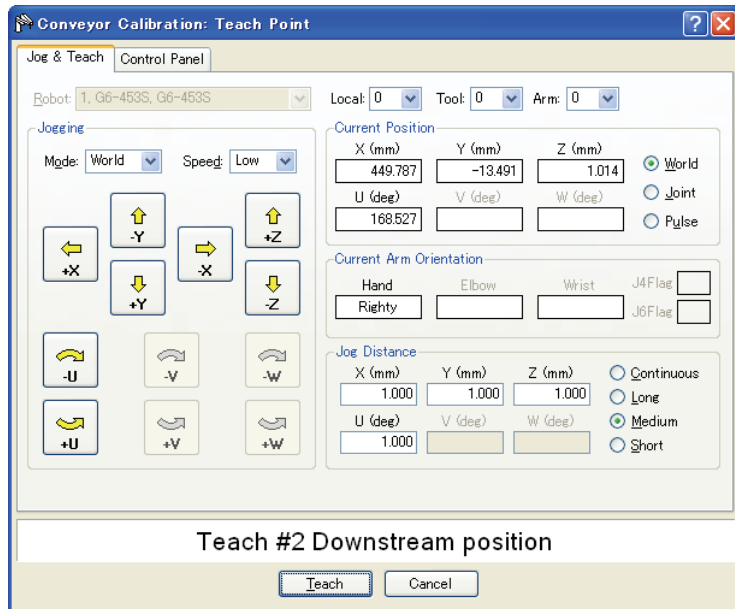 Conveyor Calibration: Teach Point
Jog & Teach Control Panel
Robot: 1, G6-453S, G6-453S Local: 0 Tool: 0 Arm: 0
Jogging
Mode: World Speed: Low
-Y +Z
+X -X
+Y -Z
-U -V -W
+U +V +W
Current Position
X (mm) Y (mm) Z (mm)
449.787 -13.491 1.014
U (deg) V (deg) W (deg)
168.527
World
Joint
Pulse
Current Arm Orientation
Hand Elbow Wrist J4Flag
Righty J6Flag
Jog Distance
X (mm) Y (mm) Z (mm)
1.000 1.000 1.000
U (deg) V (deg) W (deg)
1.000
Continuous
Long
Medium
Short
Teach #2 Downstream position
Teach Cancel